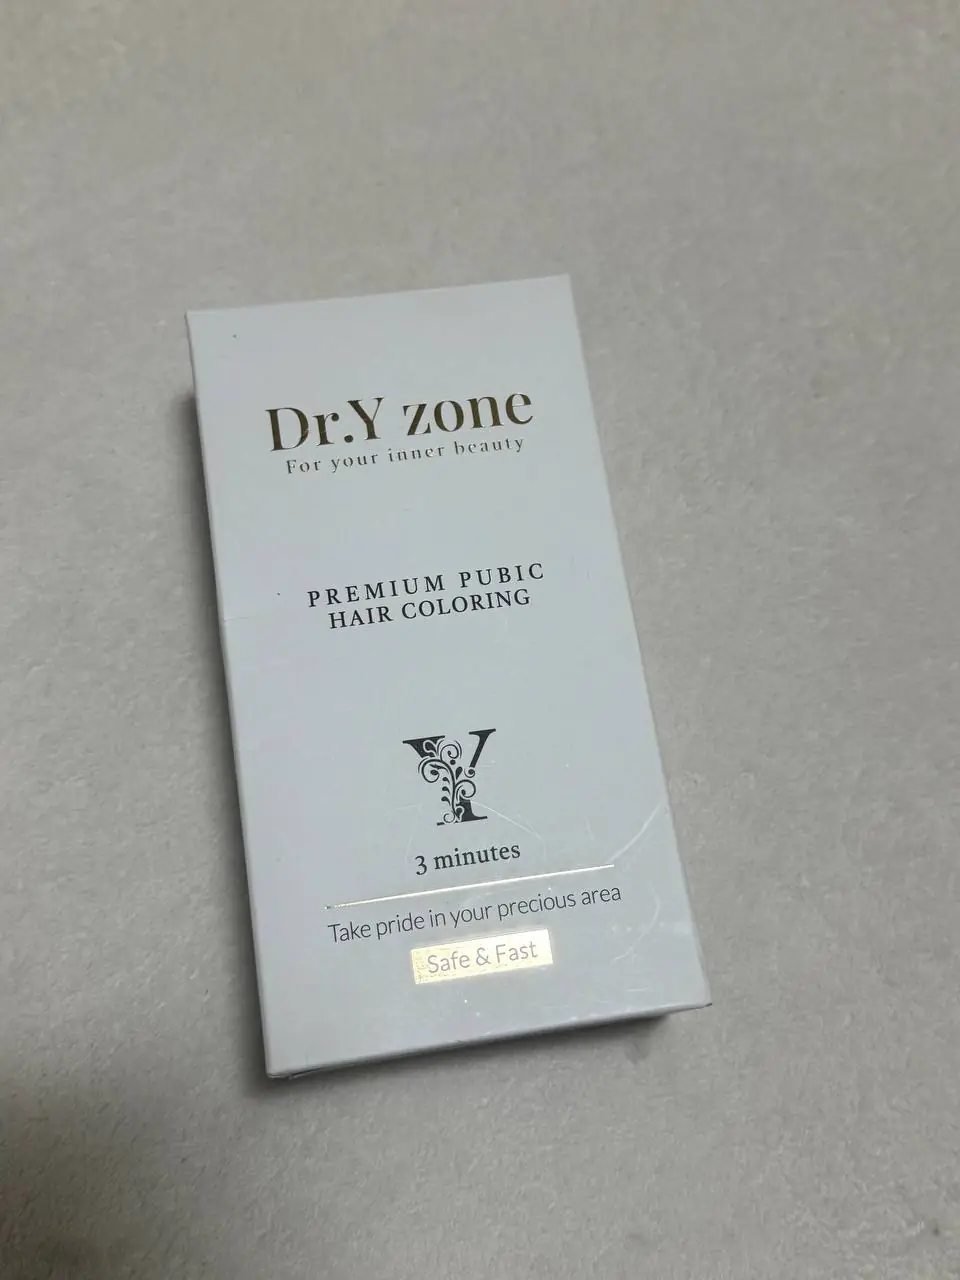 Dr.Y zone
For your inner beauty
PREMIUM PUBIC
HAIR COLORING
Y
3 minutes
Take pride in your precious area
Safe & Fast